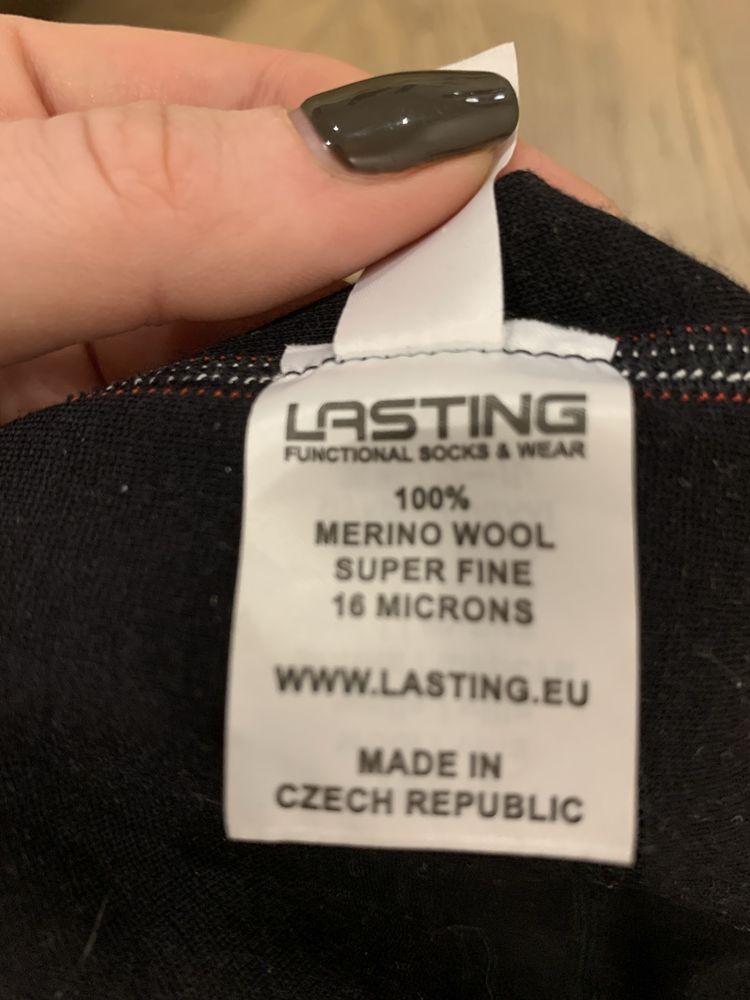 LASTING
FUNCTIONAL SOCKS & WEAR
100%
MERINO WOOL
SUPER FINE
16 MICRONS
WWW.LASTING.EU
MADE IN
CZECH REPUBLIC